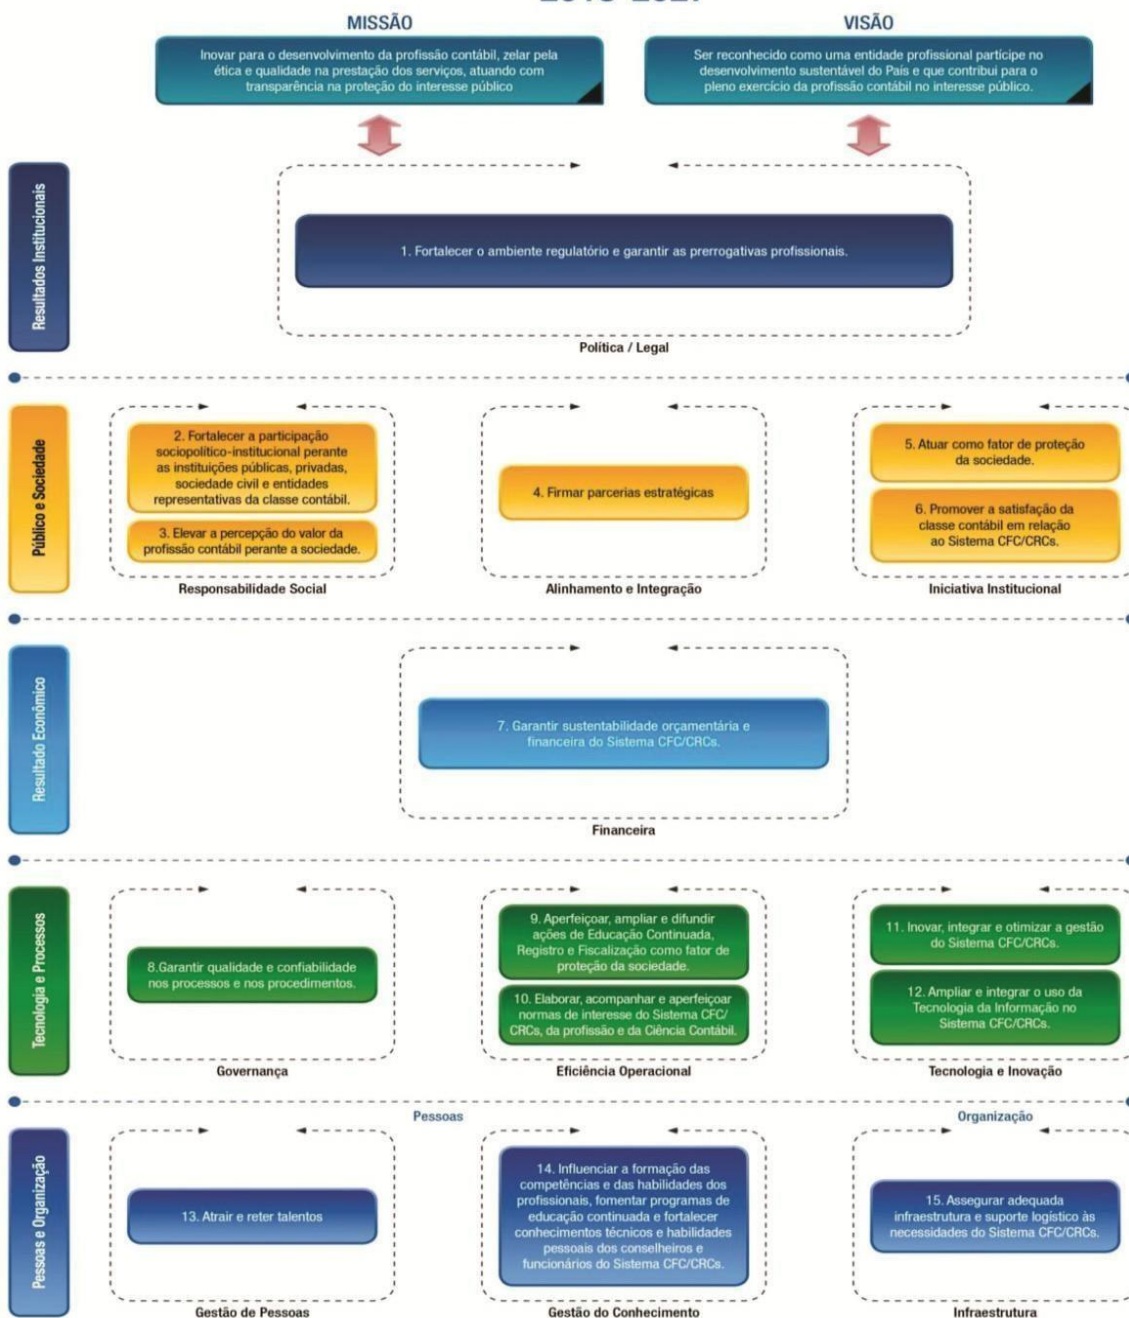 MISSÃO
VISÃO
Inovar para o desenvolvimento da profissão contábil, zelar pela
ética e qualidade na prestação dos serviços, atuando com
transparência na proteção do interesse público
Ser reconhecido como uma entidade profissional partícipe no
desenvolvimento sustentável do País e que contribui para o
pleno exercício da profissão contábil no interesse público.
Resultados Institucionais
1. Fortalecer o ambiente regulatório e garantir as prerrogativas profissionais.
Política / Legal
Público e Sociedade
2. Fortalecer a participação
sociopolítico-institucional perante
as instituições públicas, privadas,
sociedade civil e entidades
representativas da classe contábil.
3. Elevar a percepção do valor da
profissão contábil perante a sociedade.
Responsabilidade Social
4. Firmar parcerias estratégicas
Alinhamento e Integração
5. Atuar como fator de proteção
da sociedade.
6. Promover a satisfação da
classe contábil em relação
ao Sistema CFC/CRCs.
Iniciativa Institucional
Resultado Econômico
7. Garantir sustentabilidade orçamentária e
financeira do Sistema CFC/CRCs.
Financeira
Tecnologia e Processos
8.Garantir qualidade e confiabilidade
nos processos e nos procedimentos.
Governança
9. Aperfeiçoar, ampliar e difundir
ações de Educação Continuada,
Registro e Fiscalização como fator de
proteção da sociedade.
10. Elaborar, acompanhar e aperfeiçoar
normas de interesse do Sistema CFC/
CRCs, da profissão e da Ciência Contábil.
Eficiência Operacional
11. Inovar, integrar e otimizar a gestão
do Sistema CFC/CRCs.
12. Ampliar e integrar o uso da
Tecnologia da Informação no
Sistema CFC/CRCs.
Tecnologia e Inovação
Pessoas
Organização
Pessoas e Organização
13. Atrair e reter talentos
Gestão de Pessoas
14. Influenciar a formação das
competências e das habilidades dos
profissionais, fomentar programas de
educação continuada e fortalecer
conhecimentos técnicos e habilidades
pessoais dos conselheiros e
funcionários do Sistema CFC/CRCs.
Gestão do Conhecimento
15. Assegurar adequada
infraestrutura e suporte logístico às
necessidades do Sistema CFC/CRCs.
Infraestrutura